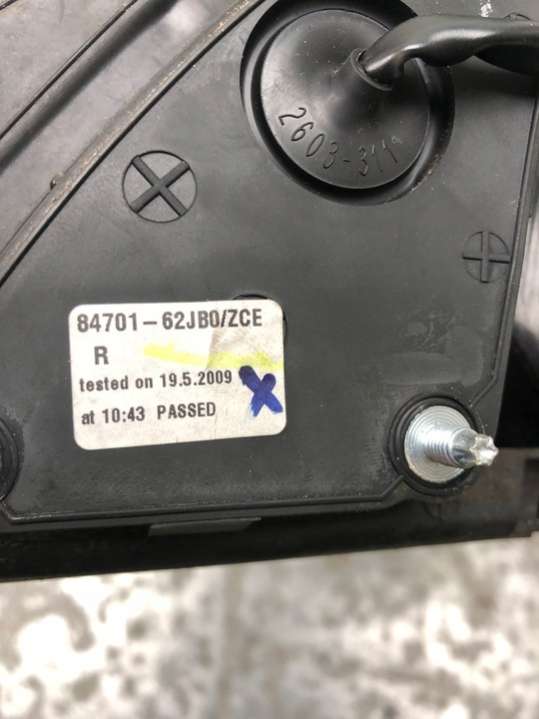 2603-311
84701-62JB0/ZCE
R
tested on 19.5.2009
at 10:43 PASSED